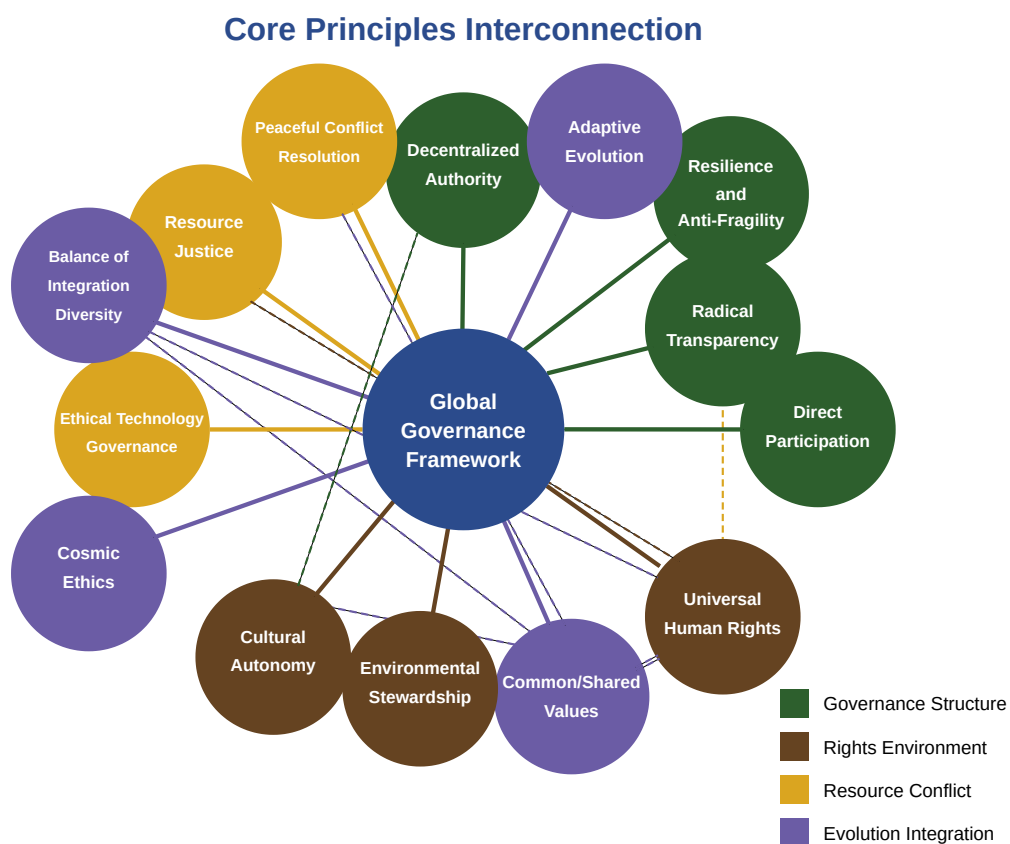 Core Principles Interconnection
Peaceful Conflict
Resolution
Decentralized
Authority
Adaptive
Evolution
Resilience
and
Anti-Fragility
Resource
Justice
Balance of
Integration
Diversity
Radical
Transparency
Ethical Technology
Governance
Global
Governance
Framework
Direct
Participation
Cosmic
Ethics
Cultural
Autonomy
Environmental
Stewardship
Common/Shared
Values
Universal
Human Rights
Governance Structure
Rights Environment
Resource Conflict
Evolution Integration